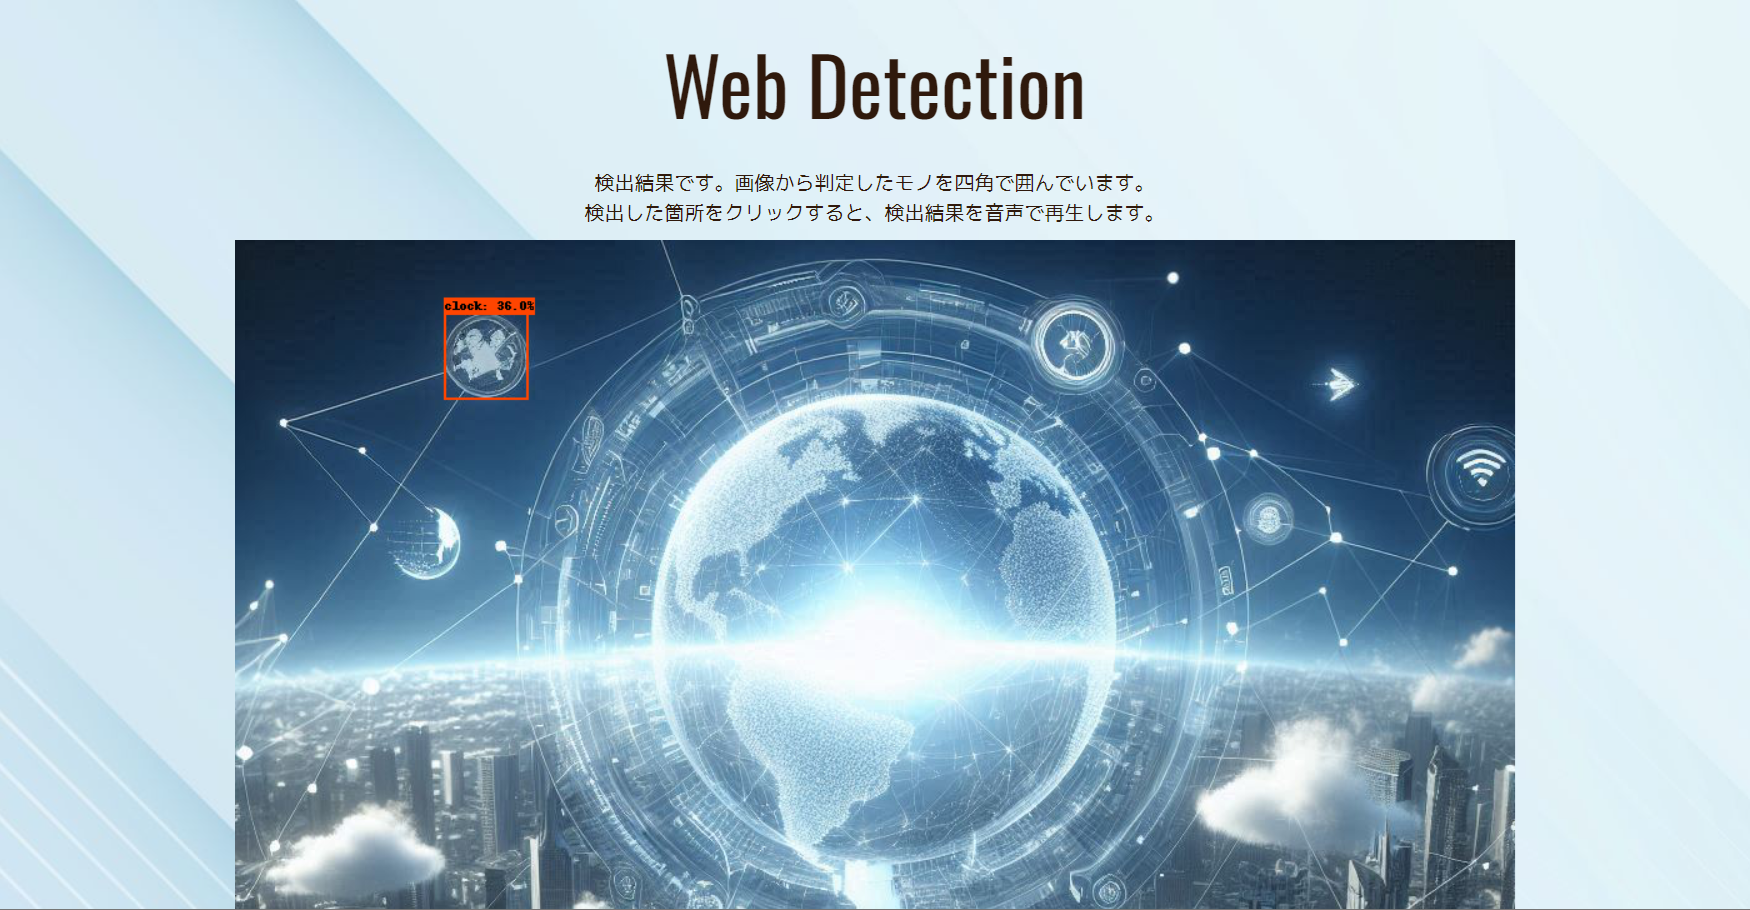 Web Detection
検出結果です。画像から判定したモノを四角で囲んでいます。
検出した箇所をクリックすると、検出結果を音声で再生します。
clock: 36.0%